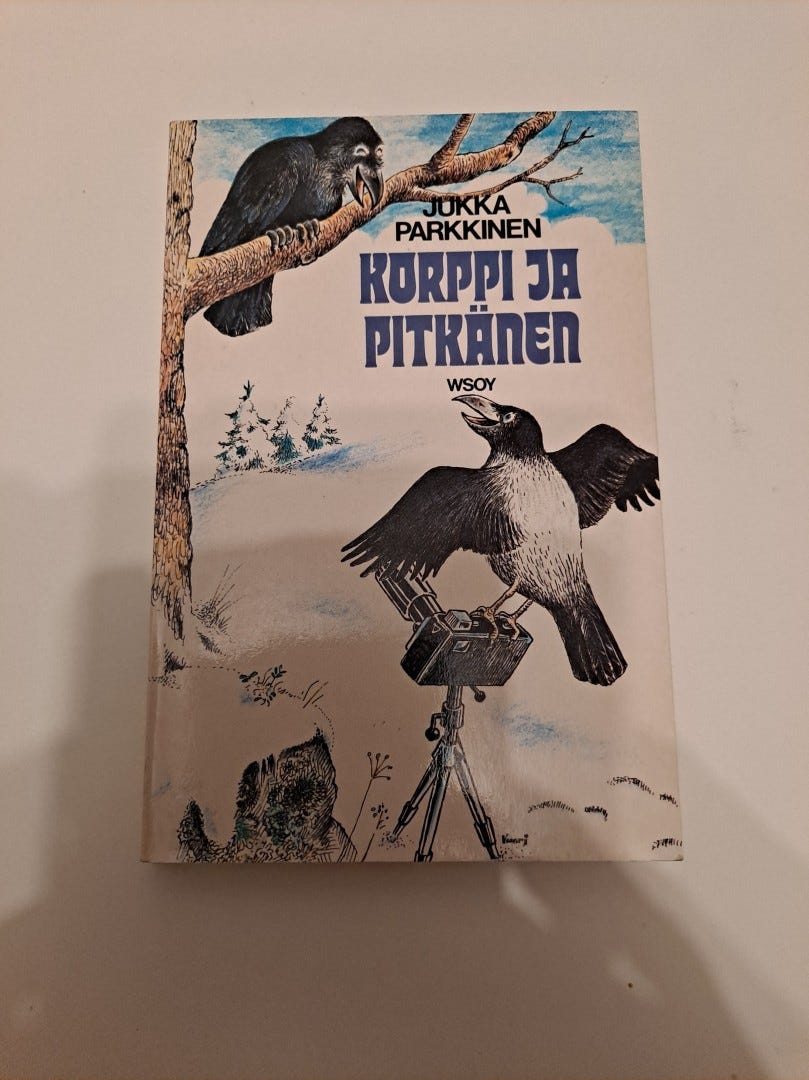 JUKKA
PARKKINEN
KORPPI JA
PITKÄNEN
WSOY